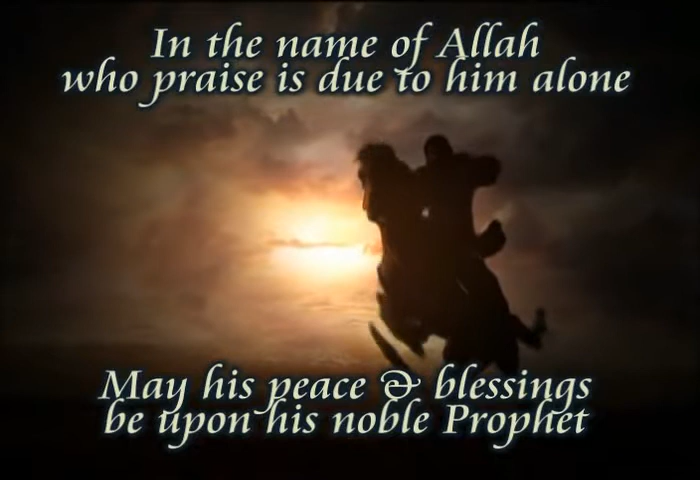 In the name of Allah
who praise is due to him alone
May his peace & blessings
be upon his noble Prophet